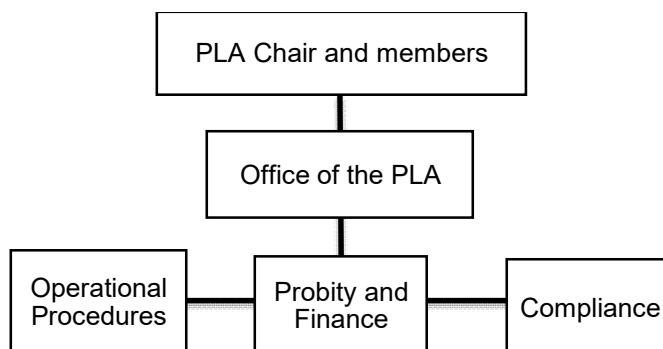 PLA Chair and members
Office of the PLA
Operational
Procedures
Probity and
Finance
Compliance